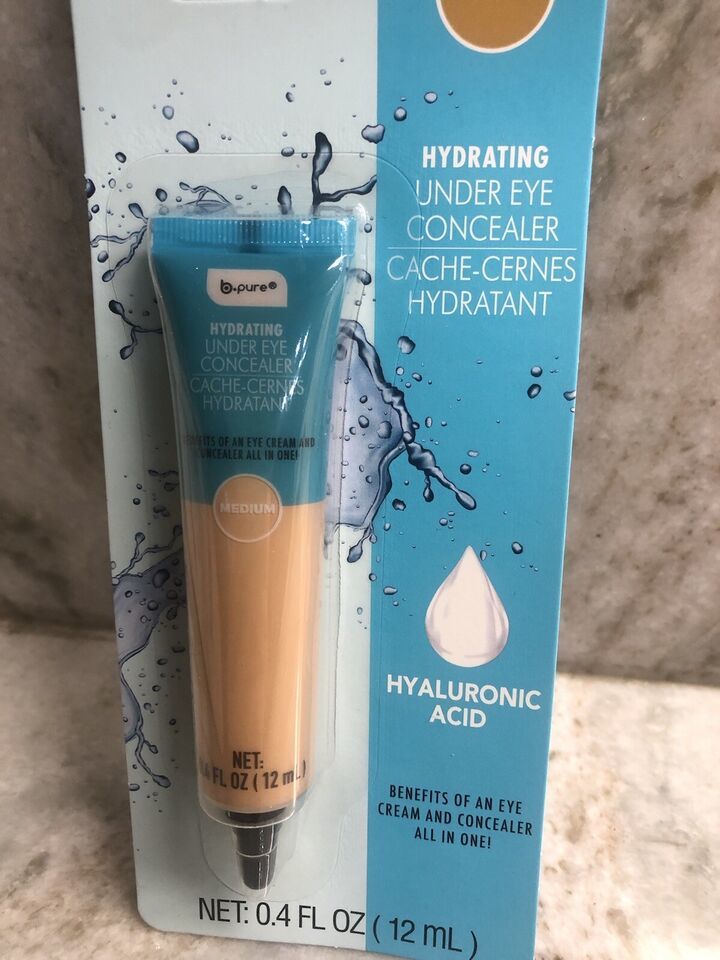 HYDRATING
UNDER EYE
CONCEALER
CACHE-CERNES
HYDRATANT
b.pure®
HYDRATING
UNDER EYE
CONCEALER
CACHE-CERNES
HYDRATANT
BENEFITS OF AN EYE CREAM AND
CONCEALER ALL IN ONE!
MEDIUM
NET:
0.4 FL OZ (12 mL)
HYALURONIC
ACID
BENEFITS OF AN EYE
CREAM AND CONCEALER
ALL IN ONE!
NET: 0.4 FL OZ (12 mL)